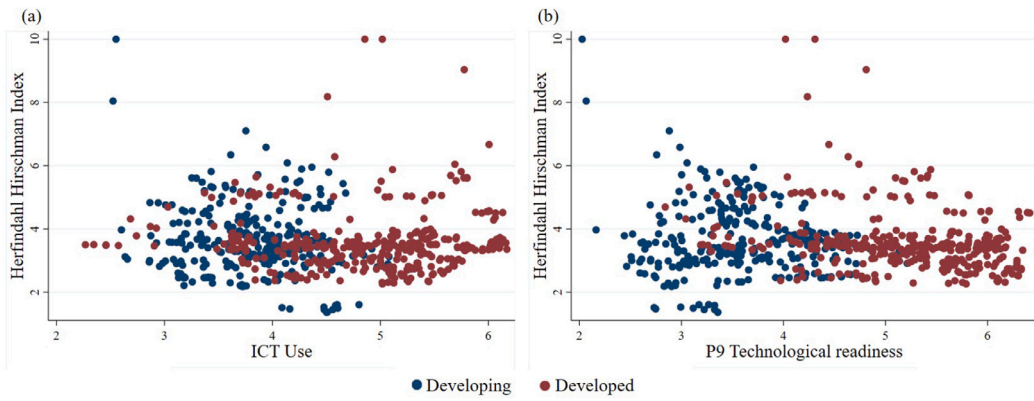 (a)
(b)
Herfindahl Hirschman Index
10
8
6
4
2
2
3
4
5
6
ICT Use
Herfindahl Hirschman Index
10
8
6
4
2
2
3
4
5
6
P9 Technological readiness
Developing
Developed